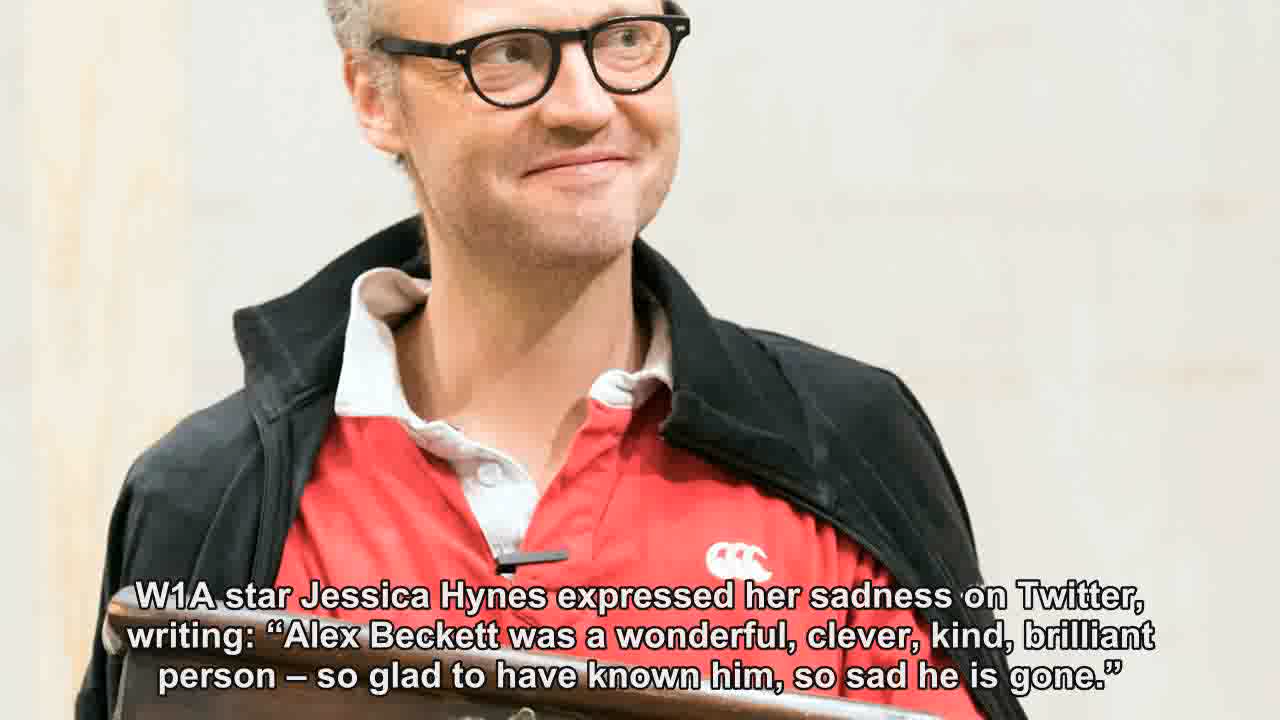 W1A star Jessica Hynes expressed her sadness on Twitter,
writing: “Alex Beckett was a wonderful, clever, kind, brilliant
person – so glad to have known him, so sad he is gone.”